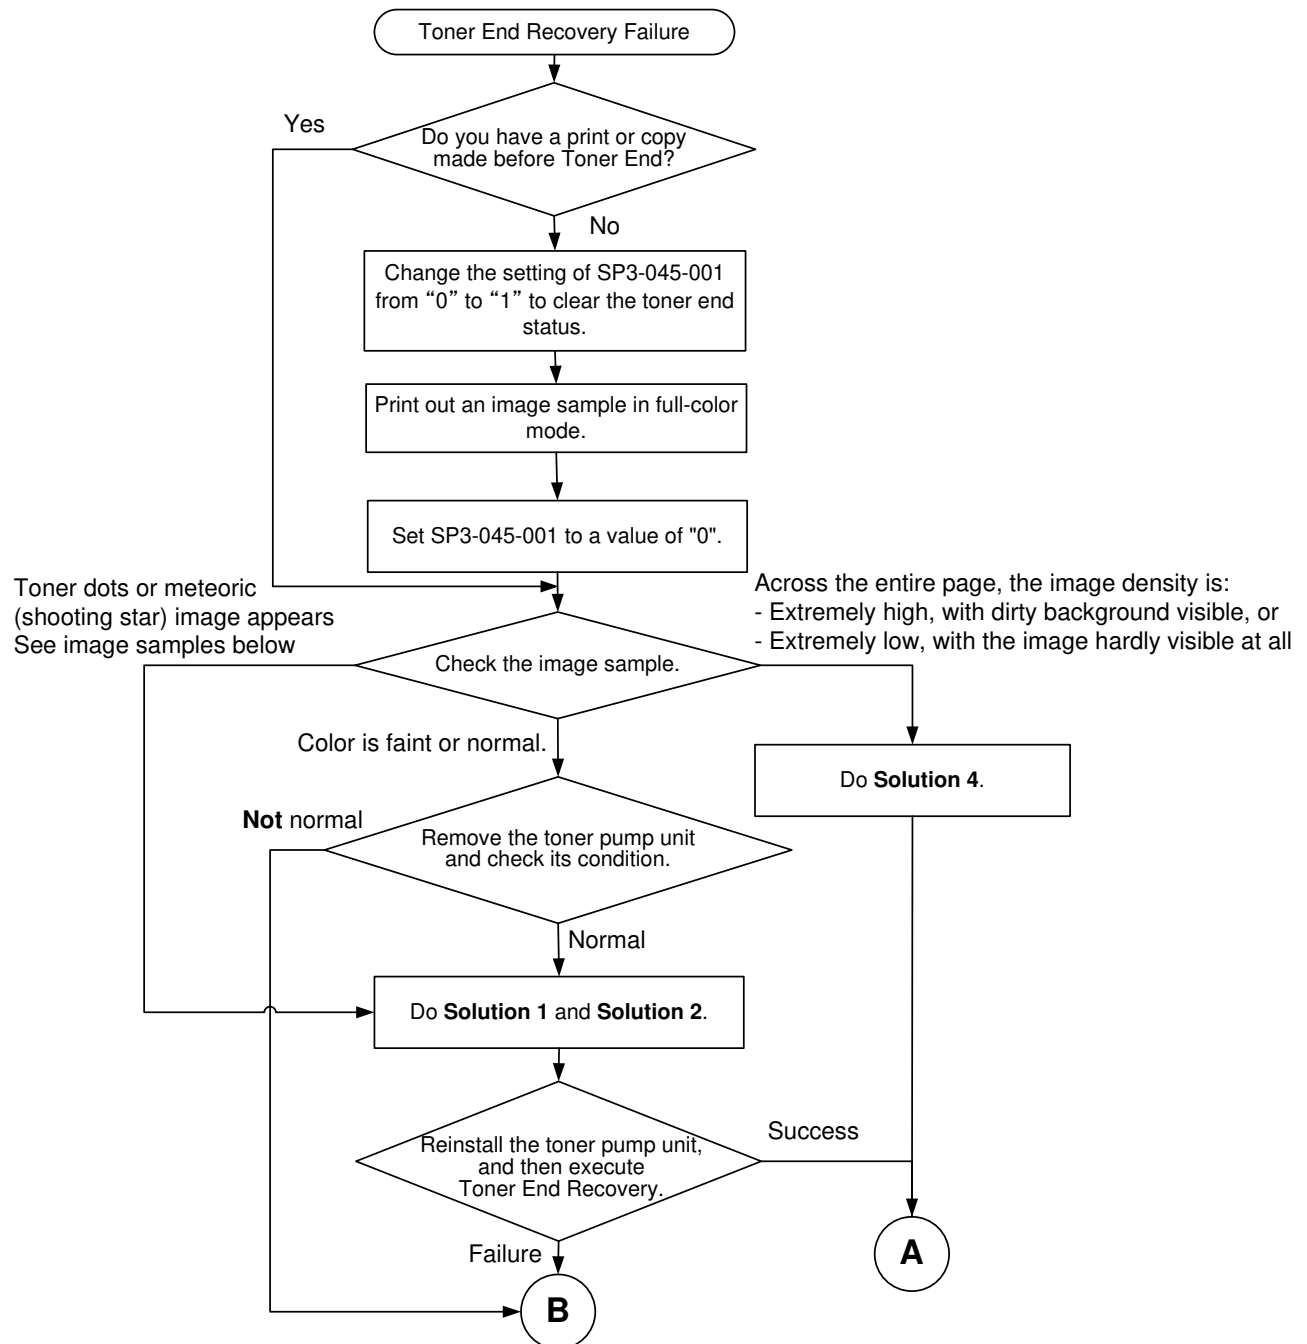 Toner End Recovery Failure
Yes
Do you have a print or copy
made before Toner End?
No
Change the setting of SP3-045-001
from “0” to “1” to clear the toner end
status.
Print out an image sample in full-color
mode.
Set SP3-045-001 to a value of "0".
Toner dots or meteoric
(shooting star) image appears
See image samples below
Across the entire page, the image density is:
- Extremely high, with dirty background visible, or
- Extremely low, with the image hardly visible at all
Check the image sample.
Color is faint or normal.
Do Solution 4.
Not normal
Remove the toner pump unit
and check its condition.
Normal
Do Solution 1 and Solution 2.
Reinstall the toner pump unit,
and then execute
Toner End Recovery.
Success
A
Failure
B